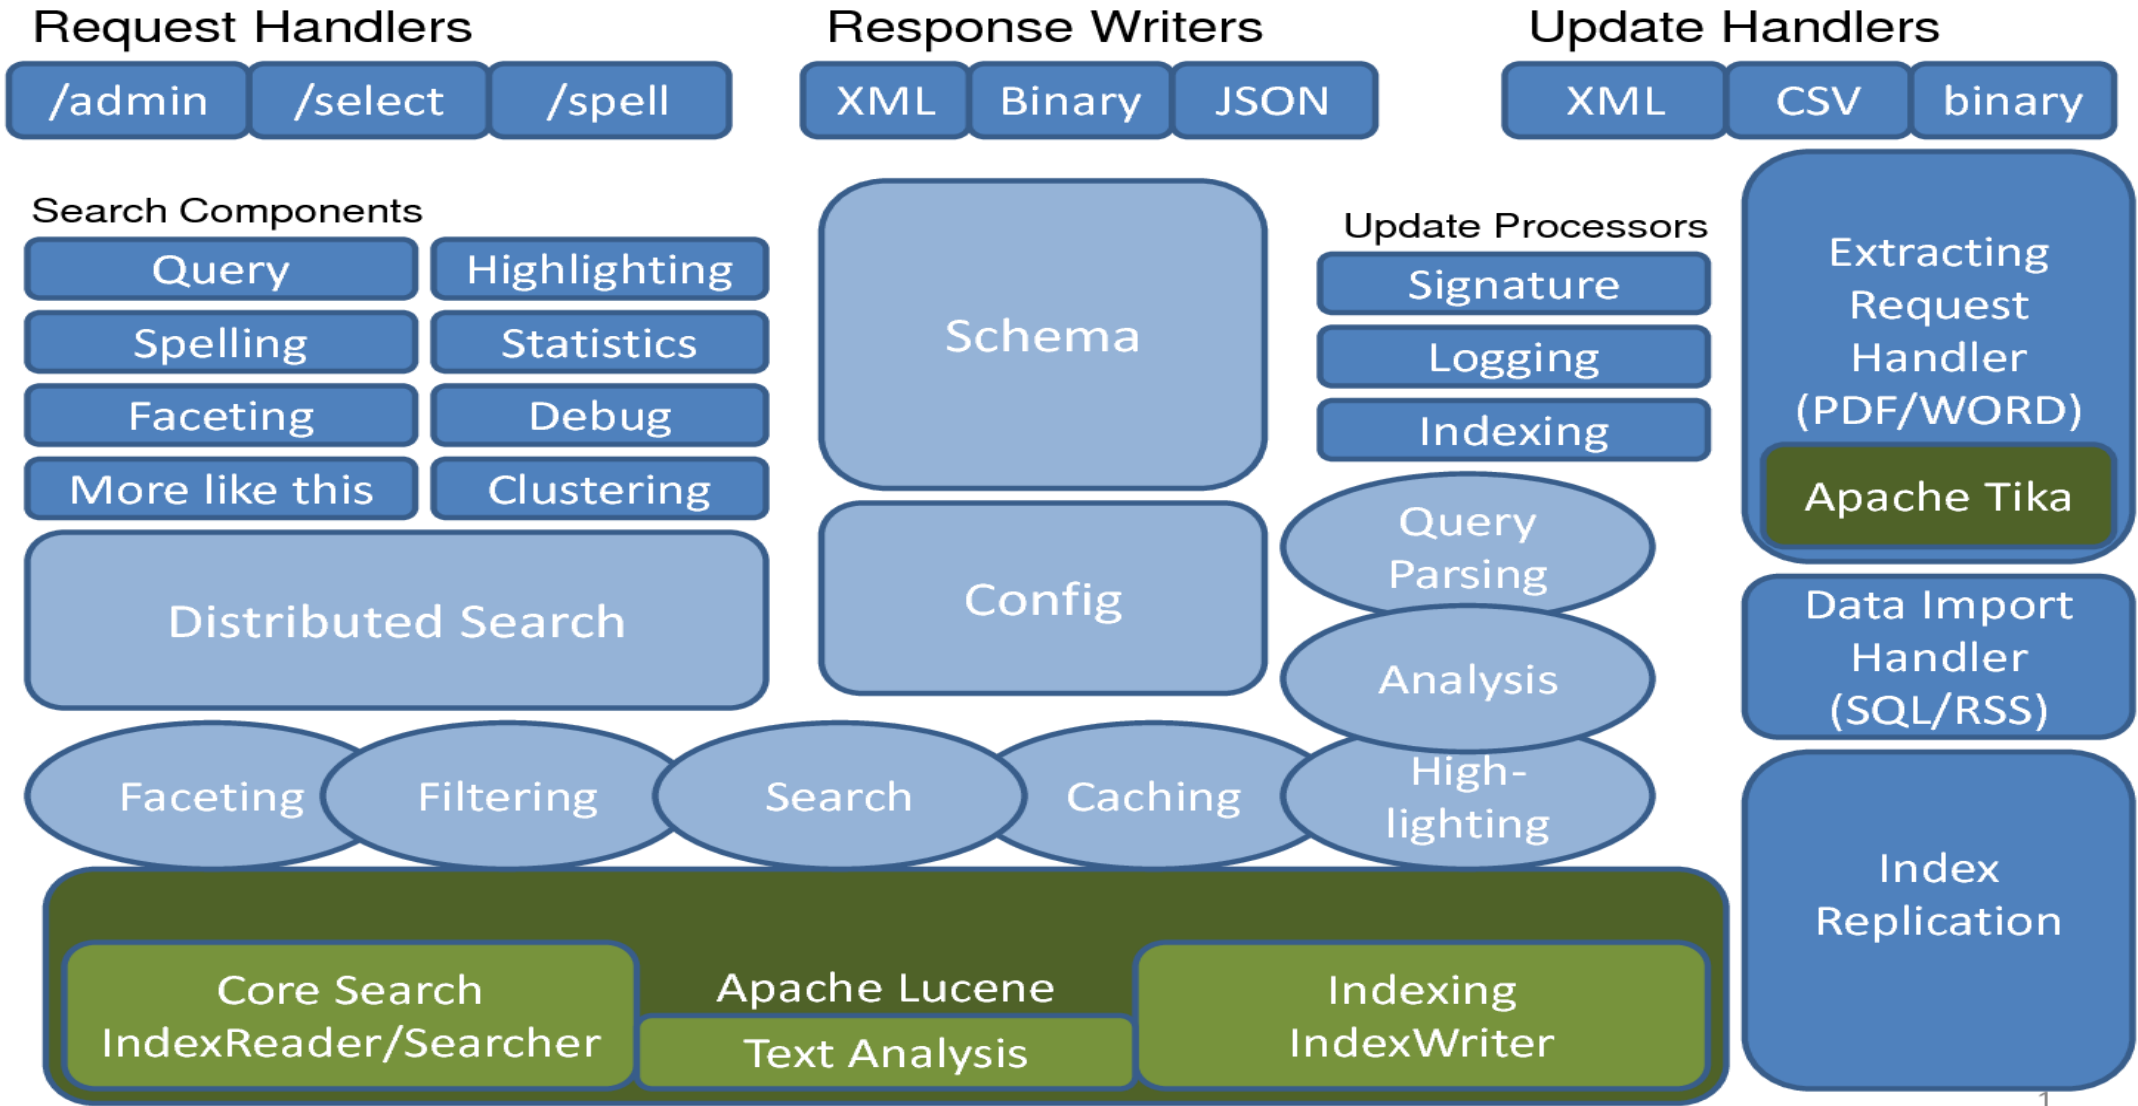 Request Handlers
/admin
/select
/spell
Response Writers
XML
Binary
JSON
Update Handlers
XML
CSV
binary
Search Components
Query
Highlighting
Spelling
Statistics
Faceting
Debug
More like this
Clustering
Distributed Search
Schema
Config
Update Processors
Signature
Logging
Indexing
Query
Parsing
Analysis
Extracting
Request
Handler
(PDF/WORD)
Apache Tika
Data Import
Handler
(SQL/RSS)
Index
Replication
Faceting
Filtering
Search
Caching
High-
lighting
Core Search
IndexReader/Searcher
Apache Lucene
Text Analysis
Indexing
IndexWriter
1